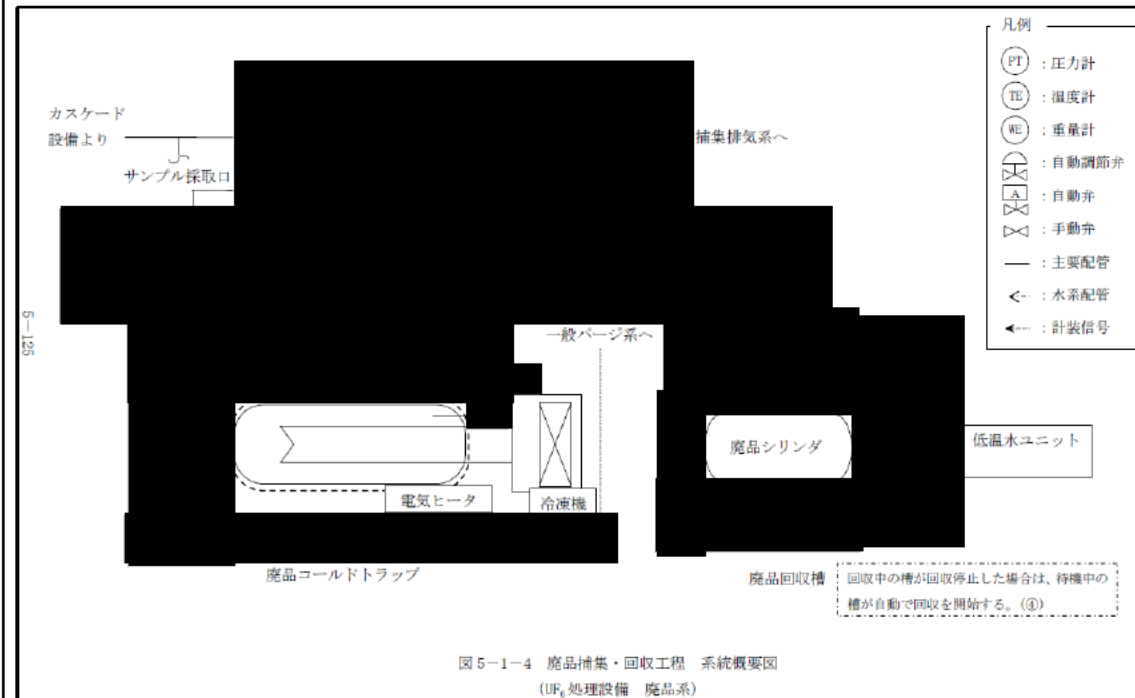 凡例
PT : 圧力計
TE : 温度計
WE : 重量計
: 自動調節弁
A : 自動弁
: 手動弁
: 主要配管
: 水系配管
: 計装信号
カスケード
設備より
サンプル採取口
捕集排気系へ
5-125
一般パージ系へ
廃品シリンダ
低温水ユニット
電気ヒータ
冷凍機
廃品コールドトラップ
廃品回収槽
回収中の槽が回収停止した場合は、待機中の
槽が自動で回収を開始する。(④)
図5-1-4 廃品捕集・回収工程 系統概要図
(UF₆処理設備 廃品系)